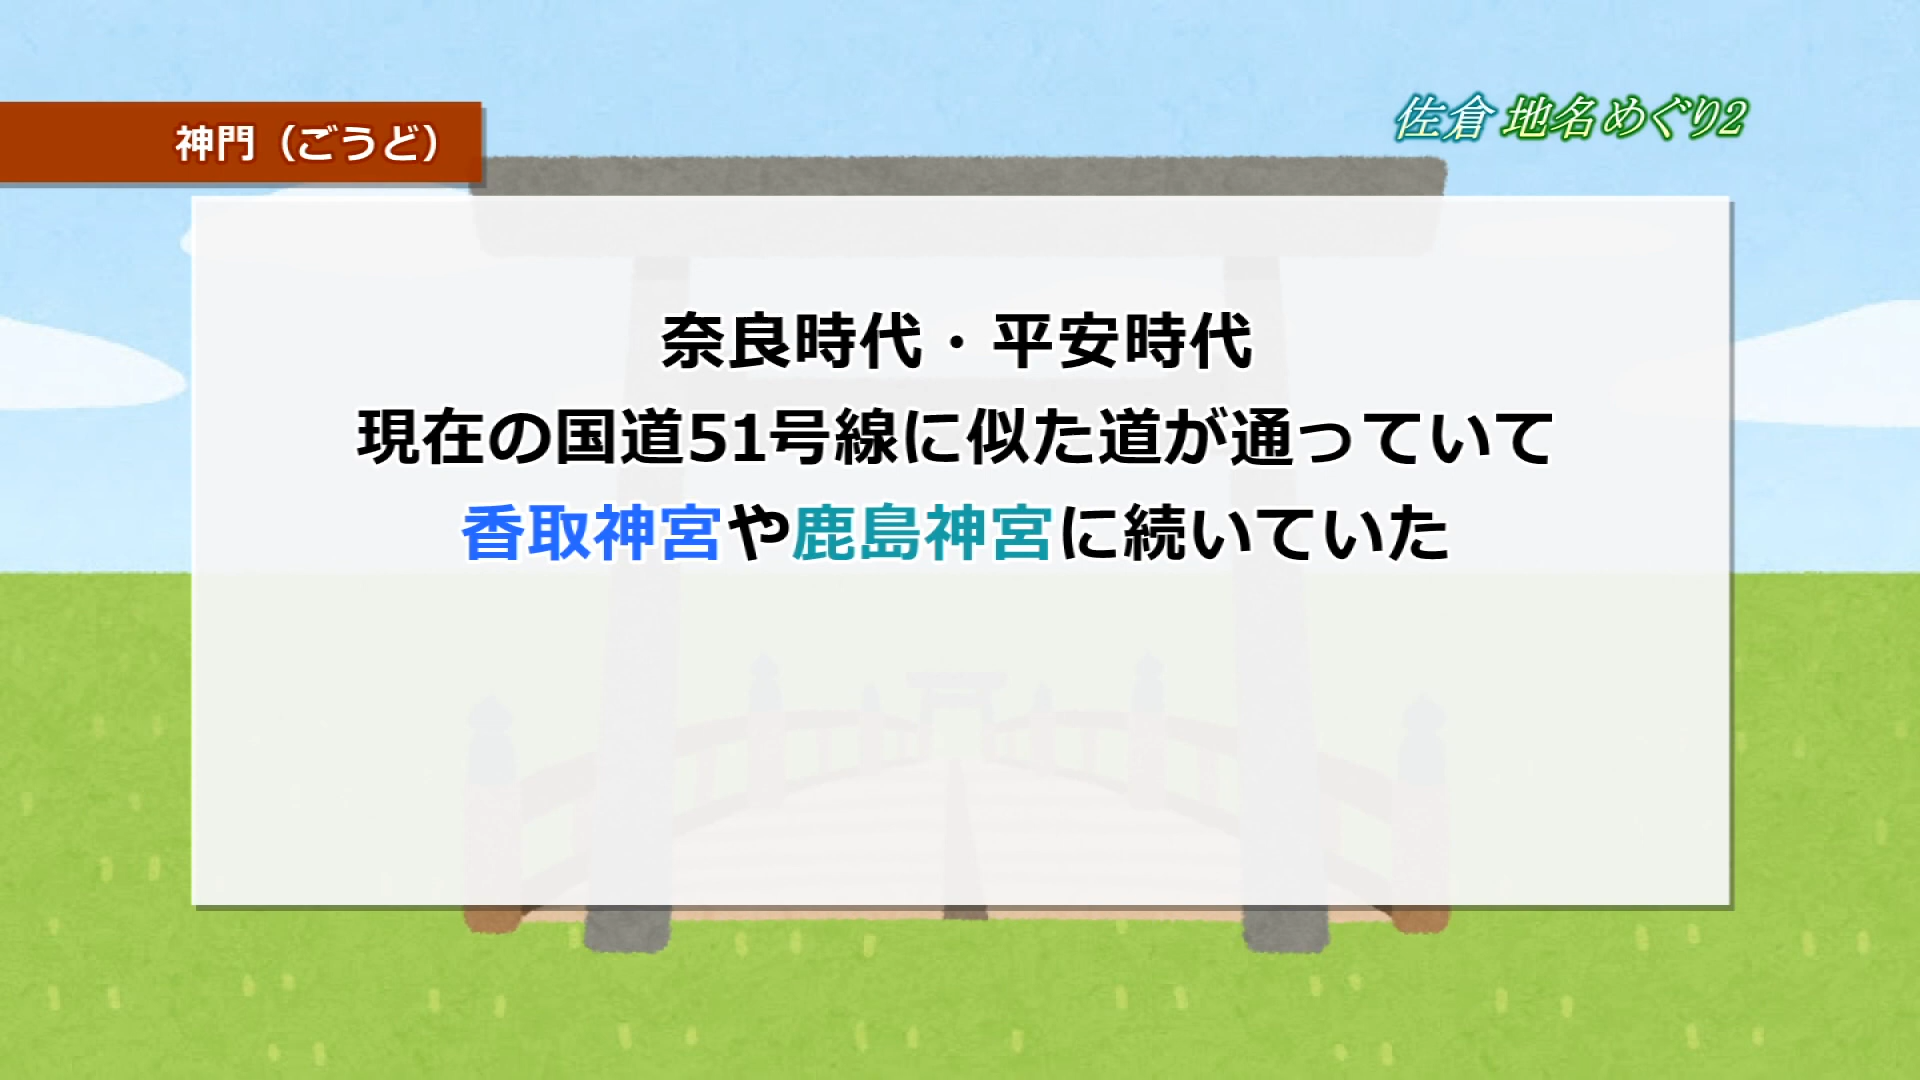 佐倉 地名めぐり2
神門（ごうど）
奈良時代・平安時代
現在の国道51号線に似た道が通っていて
香取神宮や鹿島神宮に続いていた